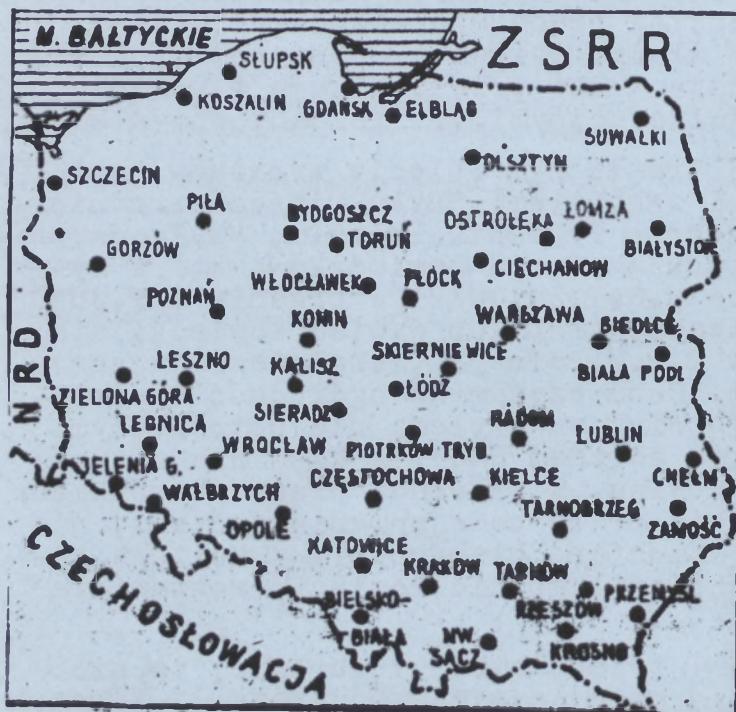 M. BAŁTYCKIE
ZSRR
SŁUPSK
KOSZALIN
GDAŃSK
ELBLĄG
SUWAŁKI
OLSZTYN
SZCZECIN
PIŁA
BYDGOSZCZ
TORUŃ
OSTROŁĘKA
ŁOMŻA
BIAŁYSTOK
GORZÓW
WŁOCŁAWEK
PŁOCK
CIECHANÓW
POZNAŃ
KONIN
WARSZAWA
SIEDLCE
NRD
LESZNO
KALISZ
SKIERNIEWICE
BIAŁA PODL
ZIELONA GÓRA
SIERADZ
ŁÓDŹ
LEGNICA
WROCŁAW
PIOTRKÓW TRYB.
RADOM
LUBLIN
JELENIA G.
WAŁBRZYCH
CZĘSTOCHOWA
KIELCE
CHEŁM
OPOLE
TARNOBRZEG
ZAMOŚĆ
CZECHOSŁOWACJA
KATOWICE
KRAKÓW
TARNÓW
RZESZÓW
PRZEMYŚL
BIELSKO-
BIAŁA
NW.
SĄCZ
KROSNO